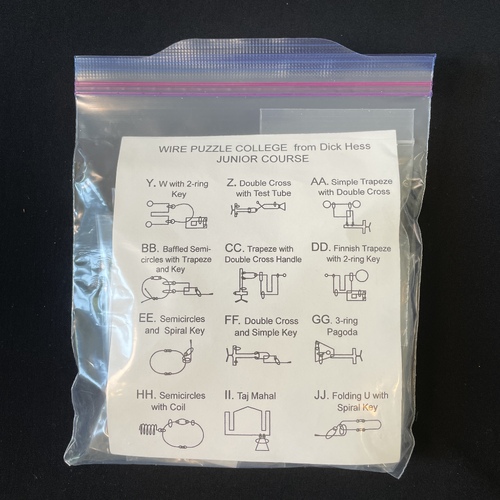 WIRE PUZZLE COLLEGE from Dick Hess
JUNIOR COURSE
Y. W with 2-ring
Key
Z. Double Cross
with Test Tube
AA. Simple Trapeze
with Double Cross
BB. Baffled Semi-
circles with Trapeze
and Key
CC. Trapeze with
Double Cross Handle
DD. Finnish Trapeze
with 2-ring Key
EE. Semicircles
and Spiral Key
FF. Double Cross
and Simple Key
GG. 3-ring
Pagoda
HH. Semicircles
with Coil
II. Taj Mahal
JJ. Folding U with
Spiral Key